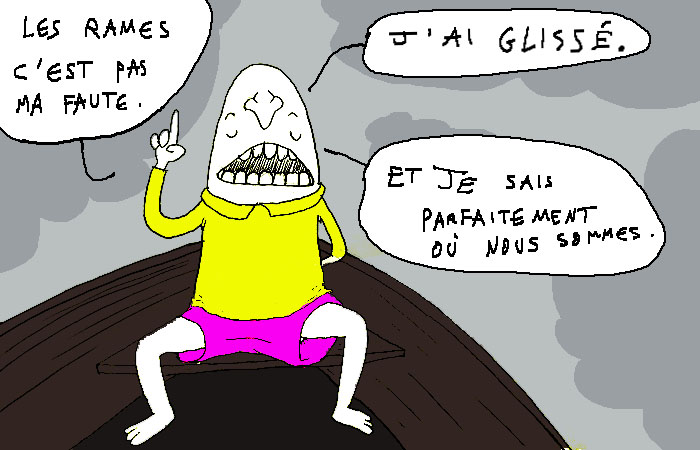 LES RAMES
C'EST PAS
MA FAUTE.
J'AI GLISSÉ.
ET JE SAIS
PARFAITEMENT
OÙ NOUS SOMMES.